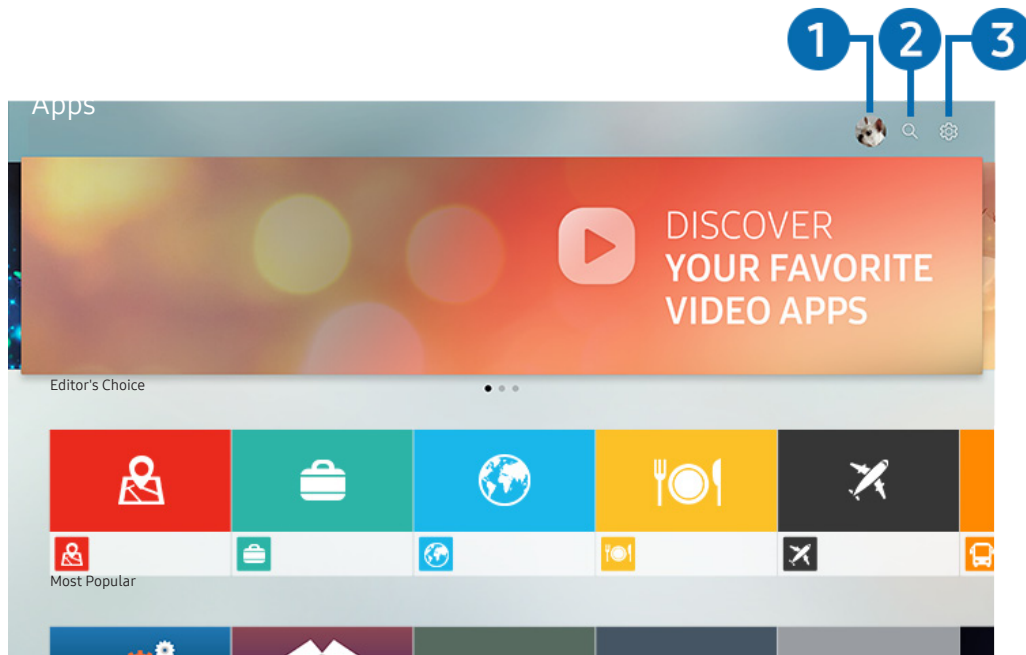 1 2 3
Apps
DISCOVER
YOUR FAVORITE
VIDEO APPS
Editor's Choice
Most Popular